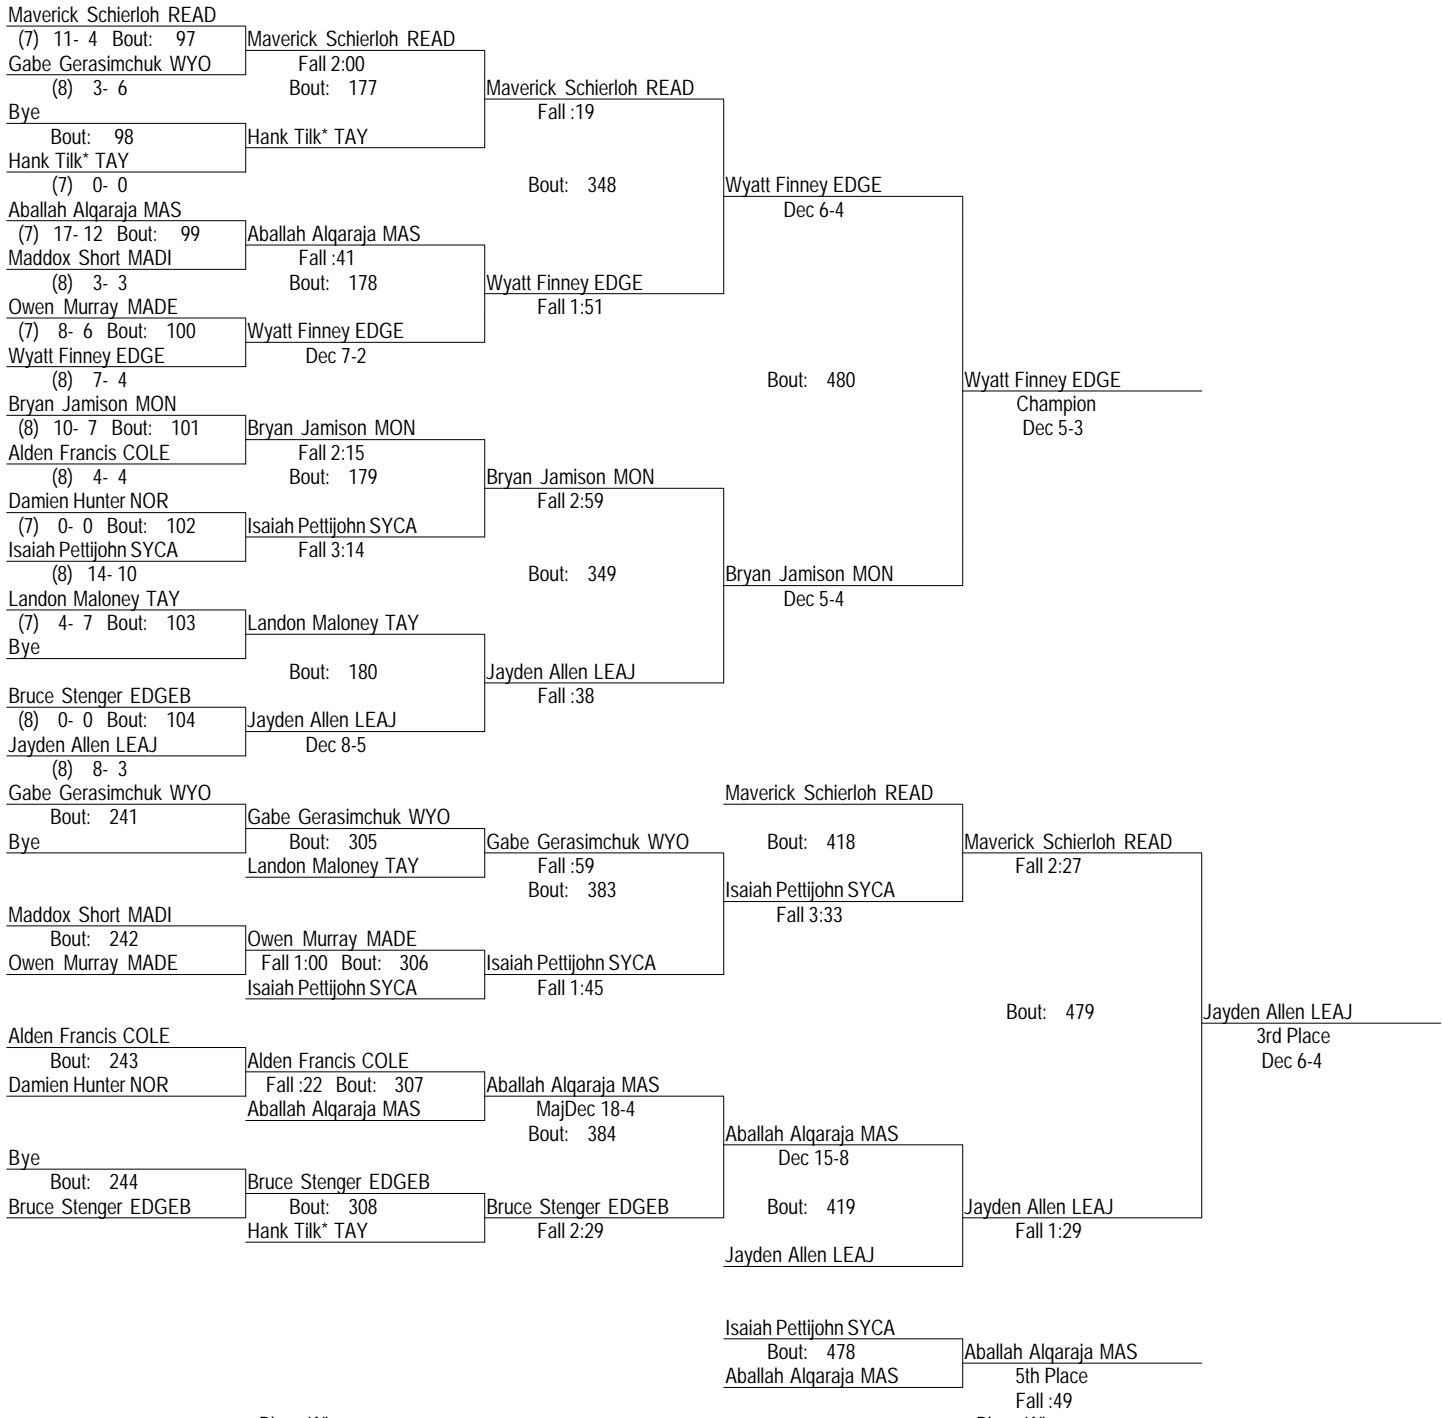 Maverick Schierloh READ
(7) 11- 4 Bout: 97
Gabe Gerasimchuk WYO
(8) 3- 6
Bye
Bout: 98
Hank Tilk* TAY
(7) 0- 0
Aballah Alqaraja MAS
(7) 17- 12 Bout: 99
Maddox Short MADI
(8) 3- 3
Owen Murray MADE
(7) 8- 6 Bout: 100
Wyatt Finney EDGE
(8) 7- 4
Bryan Jamison MON
(8) 10- 7 Bout: 101
Alden Francis COLE
(8) 4- 4
Damien Hunter NOR
(7) 0- 0 Bout: 102
Isaiah Pettijohn SYCA
(8) 14- 10
Landon Maloney TAY
(7) 4- 7 Bout: 103
Bye
Bruce Stenger EDGEB
(8) 0- 0 Bout: 104
Jayden Allen LEAJ
(8) 8- 3
Maverick Schierloh READ
Fall 2:00
Bout: 177
Hank Tilk* TAY
Aballah Alqaraja MAS
Fall :41
Bout: 178
Wyatt Finney EDGE
Dec 7-2
Bryan Jamison MON
Fall 2:15
Bout: 179
Isaiah Pettijohn SYCA
Fall 3:14
Landon Maloney TAY
Bout: 180
Jayden Allen LEAJ
Dec 8-5
Maverick Schierloh READ
Fall :19
Bout: 348
Wyatt Finney EDGE
Fall 1:51
Bryan Jamison MON
Fall 2:59
Bout: 349
Jayden Allen LEAJ
Fall :38
Wyatt Finney EDGE
Dec 6-4
Bout: 480
Bryan Jamison MON
Dec 5-4
Wyatt Finney EDGE
Champion
Dec 5-3
Gabe Gerasimchuk WYO
Bout: 241
Bye
Maddox Short MADI
Bout: 242
Owen Murray MADE
Alden Francis COLE
Bout: 243
Damien Hunter NOR
Bye
Bout: 244
Bruce Stenger EDGEB
Gabe Gerasimchuk WYO
Bout: 305
Landon Maloney TAY
Owen Murray MADE
Fall 1:00 Bout: 306
Isaiah Pettijohn SYCA
Alden Francis COLE
Fall :22 Bout: 307
Aballah Alqaraja MAS
Bruce Stenger EDGEB
Bout: 308
Hank Tilk* TAY
Gabe Gerasimchuk WYO
Fall :59
Bout: 383
Isaiah Pettijohn SYCA
Fall 1:45
Aballah Alqaraja MAS
MajDec 18-4
Bout: 384
Bruce Stenger EDGEB
Fall 2:29
Maverick Schierloh READ
Bout: 418
Isaiah Pettijohn SYCA
Fall 3:33
Aballah Alqaraja MAS
Dec 15-8
Bout: 419
Jayden Allen LEAJ
Maverick Schierloh READ
Fall 2:27
Bout: 479
Jayden Allen LEAJ
Fall 1:29
Jayden Allen LEAJ
3rd Place
Dec 6-4
Isaiah Pettijohn SYCA
Bout: 478
Aballah Alqaraja MAS
Aballah Alqaraja MAS
5th Place
Fall :49